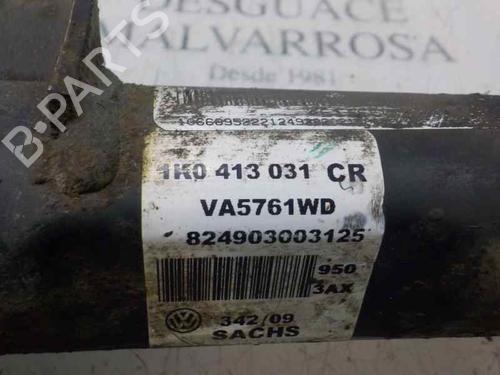 DESGUACE
MALVARROSA
Desde 1981
B-PARTS
1K0 413 031 CR
VA5761WD
824903003125
950
3AX
342/09
SACHS